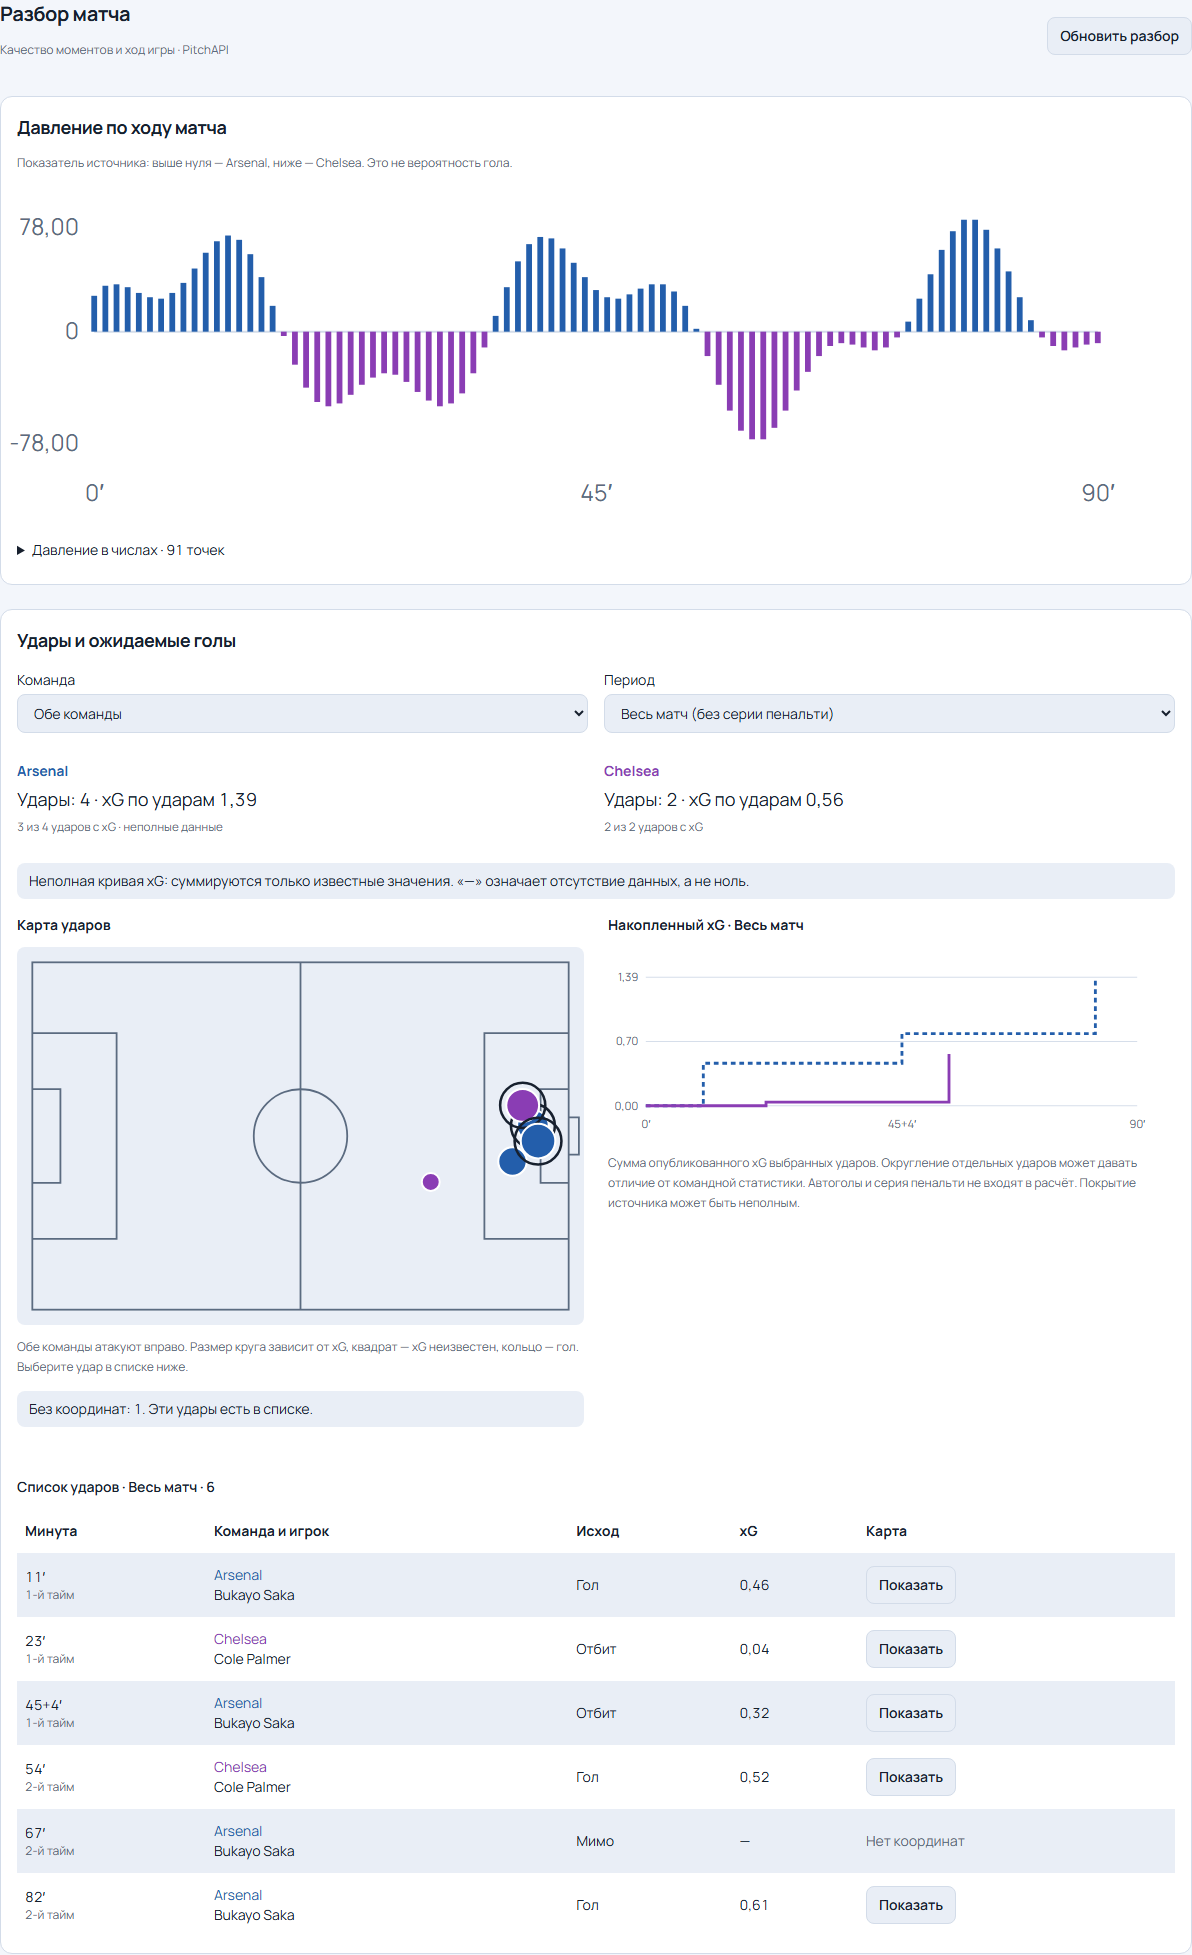 Разбор матча
Качество моментов и ход игры · PitchAPI
Обновить разбор
Давление по ходу матча
Показатель источника: выше нуля — Arsenal, ниже — Chelsea. Это не вероятность гола.
78,00
0
-78,00
0′
45′
90′
Давление в числах · 91 точек
Удары и ожидаемые голы
Команда
Период
Обе команды
Весь матч (без серии пенальти)
Arsenal
Удары: 4 · xG по ударам 1,39
3 из 4 ударов с xG · неполные данные
Chelsea
Удары: 2 · xG по ударам 0,56
2 из 2 ударов с xG
Неполная кривая xG: суммируются только известные значения. «—» означает отсутствие данных, а не ноль.
Карта ударов
Обе команды атакуют вправо. Размер круга зависит от xG, квадрат — xG неизвестен, кольцо — гол.
Выберите удар в списке ниже.
Без координат: 1. Эти удары есть в списке.
Накопленный xG · Весь матч
1,39
0,70
0,00
0′
45+4′
90′
Сумма опубликованного xG выбранных ударов. Округление отдельных ударов может давать
отличие от командной статистики. Автоголы и серия пенальти не входят в расчёт. Покрытие
источника может быть неполным.
Список ударов · Весь матч · 6
Минута Команда и игрок Исход xG Карта
11′
1-й тайм
Arsenal
Bukayo Saka
Гол
0,46
Показать
23′
1-й тайм
Chelsea
Cole Palmer
Отбит
0,04
Показать
45+4′
1-й тайм
Arsenal
Bukayo Saka
Отбит
0,32
Показать
54′
2-й тайм
Chelsea
Cole Palmer
Гол
0,52
Показать
67′
2-й тайм
Arsenal
Bukayo Saka
Мимо
—
Нет координат
82′
2-й тайм
Arsenal
Bukayo Saka
Гол
0,61
Показать